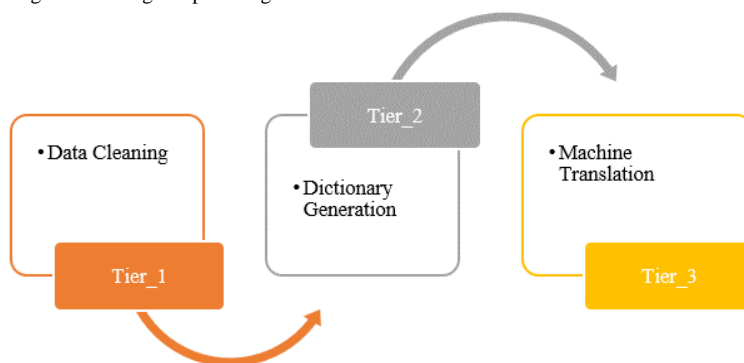 • Data Cleaning
Tier_1
Tier_2
• Dictionary
Generation
• Machine
Translation
Tier_3